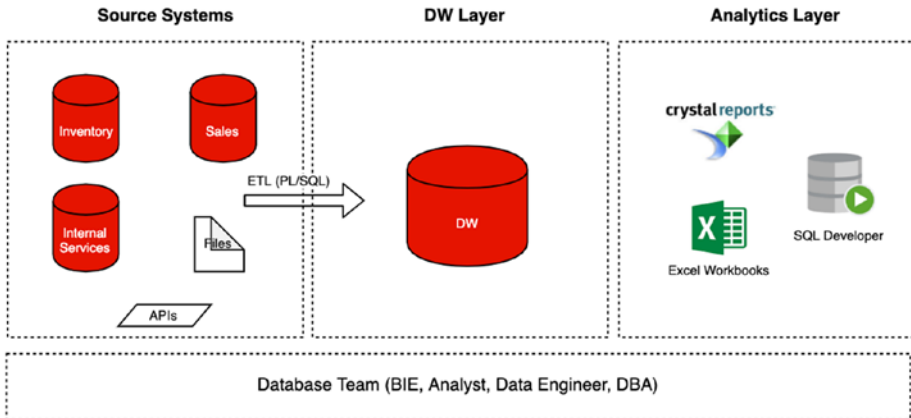 Source Systems
DW Layer
Analytics Layer
Inventory
Sales
crystal reports
ETL (PL/SQL)
Internal
Services
Files
DW
SQL Developer
Excel Workbooks
APIs
Database Team (BIE, Analyst, Data Engineer, DBA)